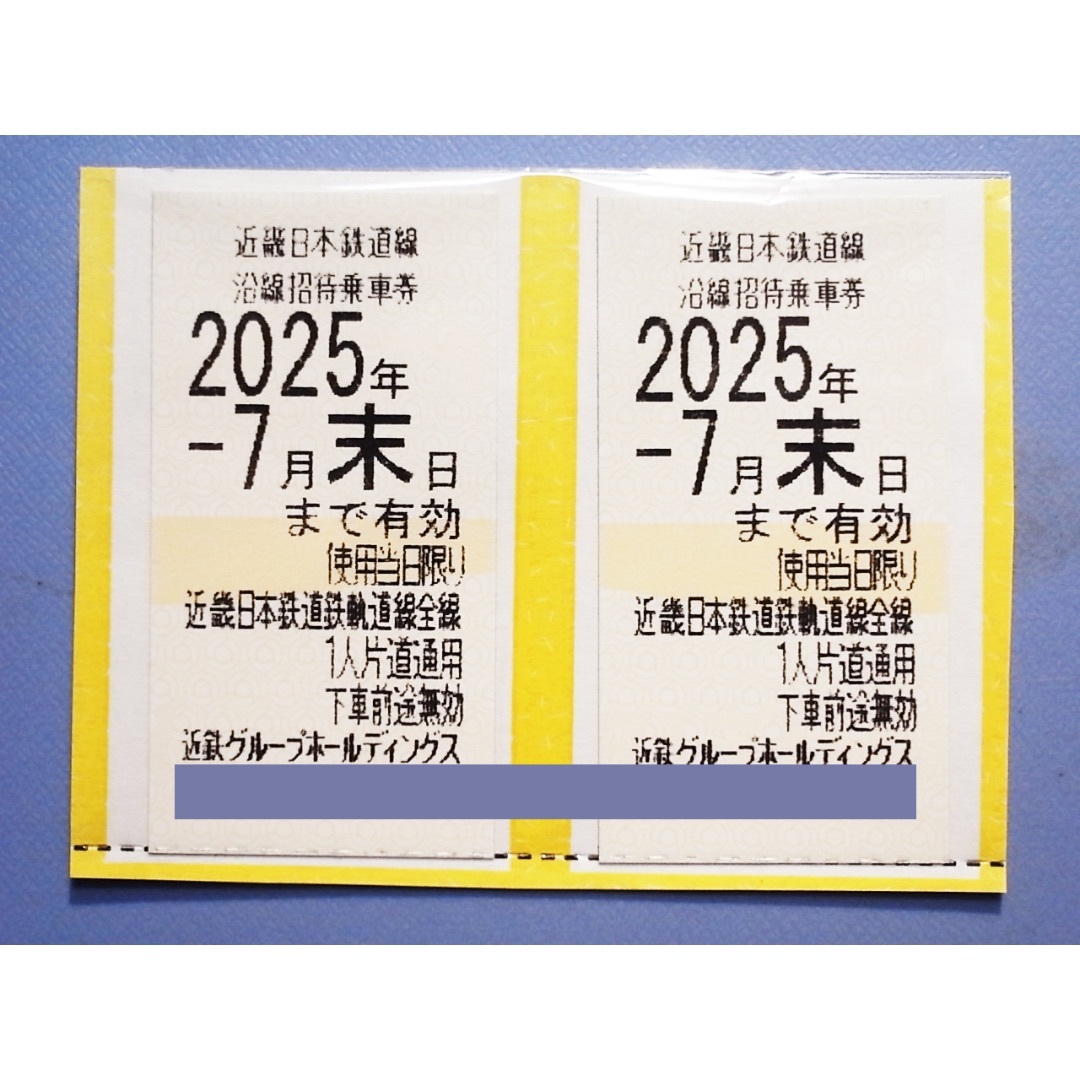 近畿日本鉄道線
沿線招待乗車券
2025年
-7月末日
まで有効
使用当日限り
近畿日本鉄道鉄軌道線全線
1人片道通用
下車前途無効
近鉄グループホールディングス
近畿日本鉄道線
沿線招待乗車券
2025年
-7月末日
まで有効
使用当日限り
近畿日本鉄道鉄軌道線全線
1人片道通用
下車前途無効
近鉄グループホールディングス